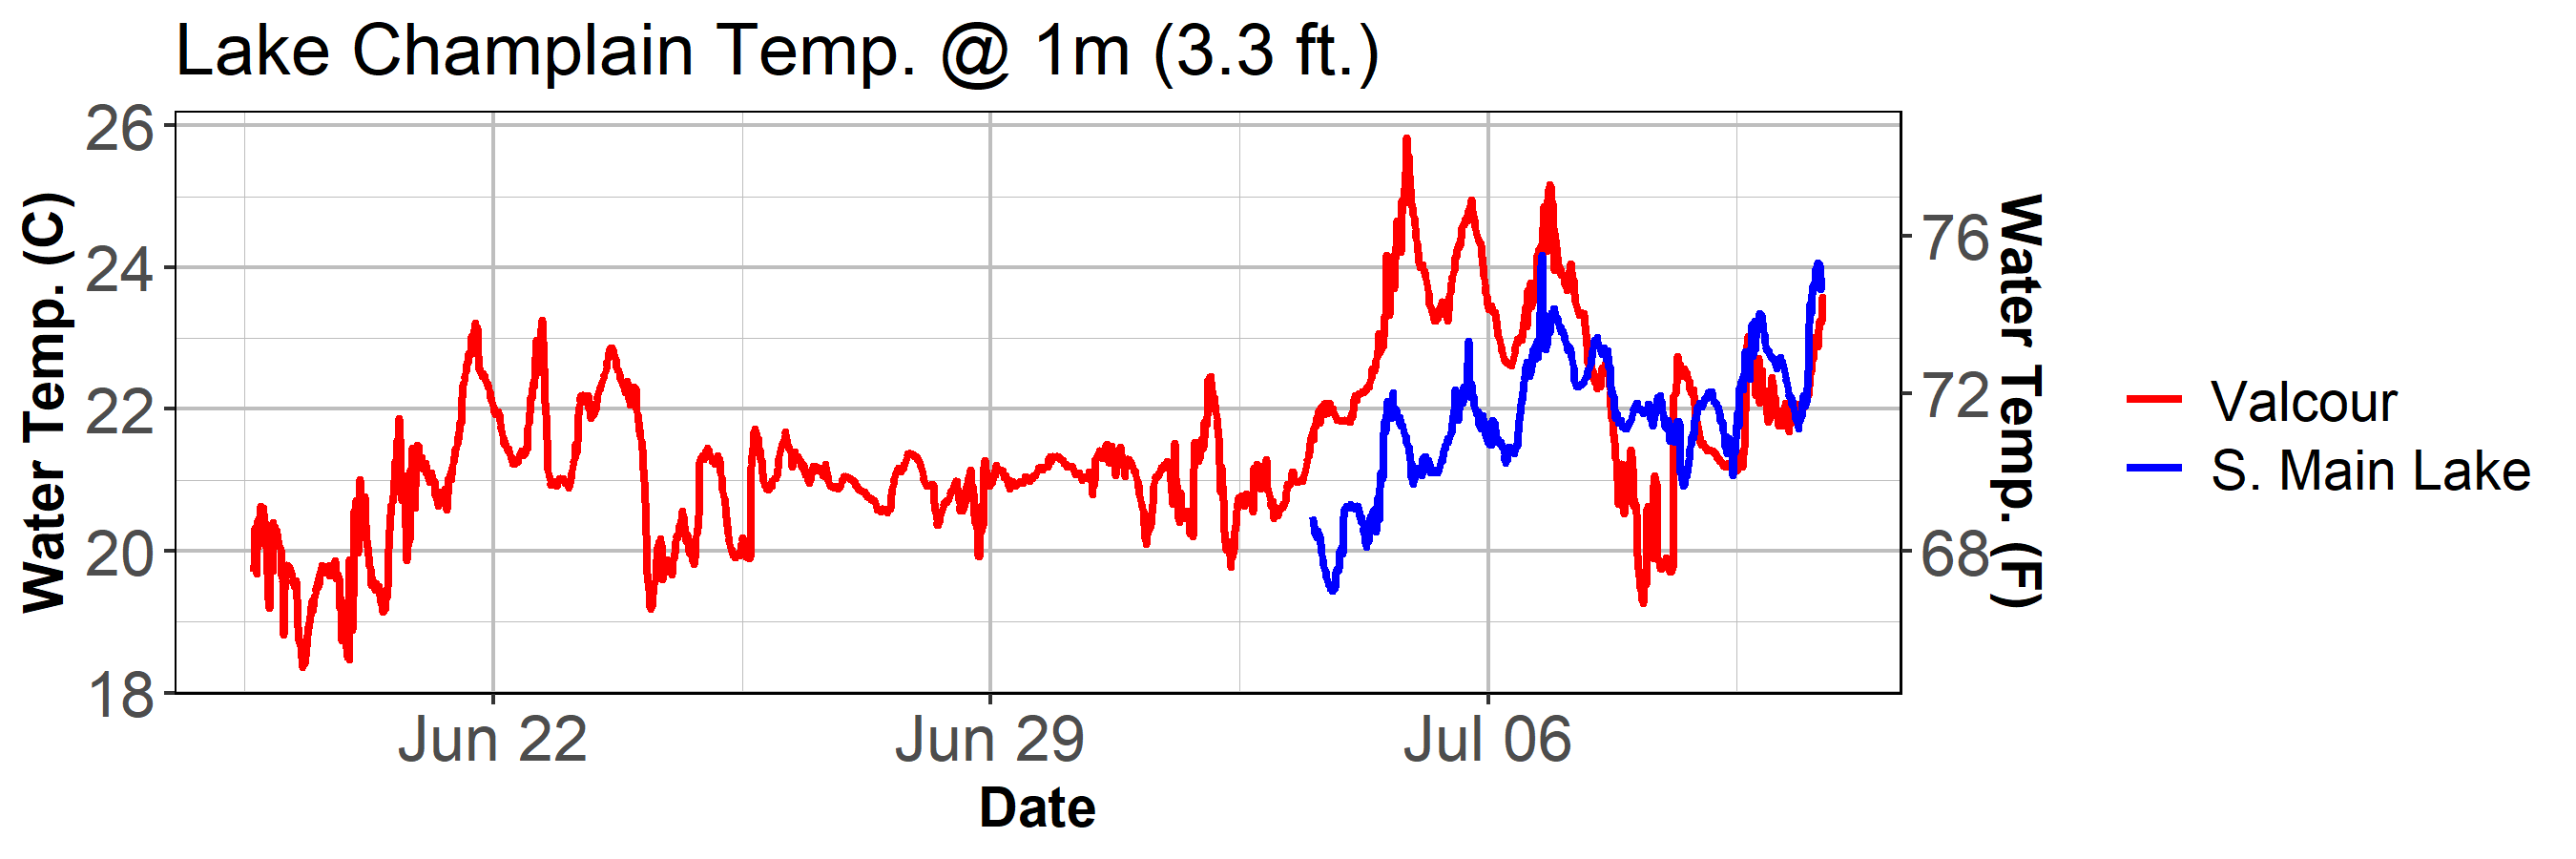 Lake Champlain Temp. @ 1m (3.3 ft.)
Water Temp. (C)
26
24
22
20
18
76
72
68
Water Temp. (F)
Jun 22
Jun 29
Jul 06
Date
Valcour
S. Main Lake